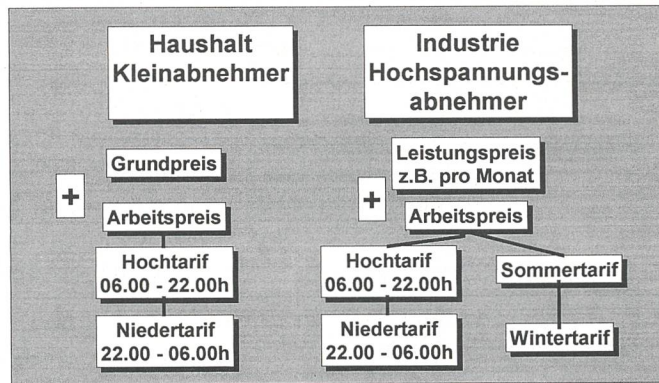 Haushalt
Kleinabnehmer
Grundpreis
+
Arbeitspreis
Hochtarif
06.00 - 22.00h
Niedertarif
22.00 - 06.00h
Industrie
Hochspannungs-
abnehmer
Leistungspreis
z.B. pro Monat
+
Arbeitspreis
Hochtarif
06.00 - 22.00h
Niedertarif
22.00 - 06.00h
Sommertarif
Wintertarif